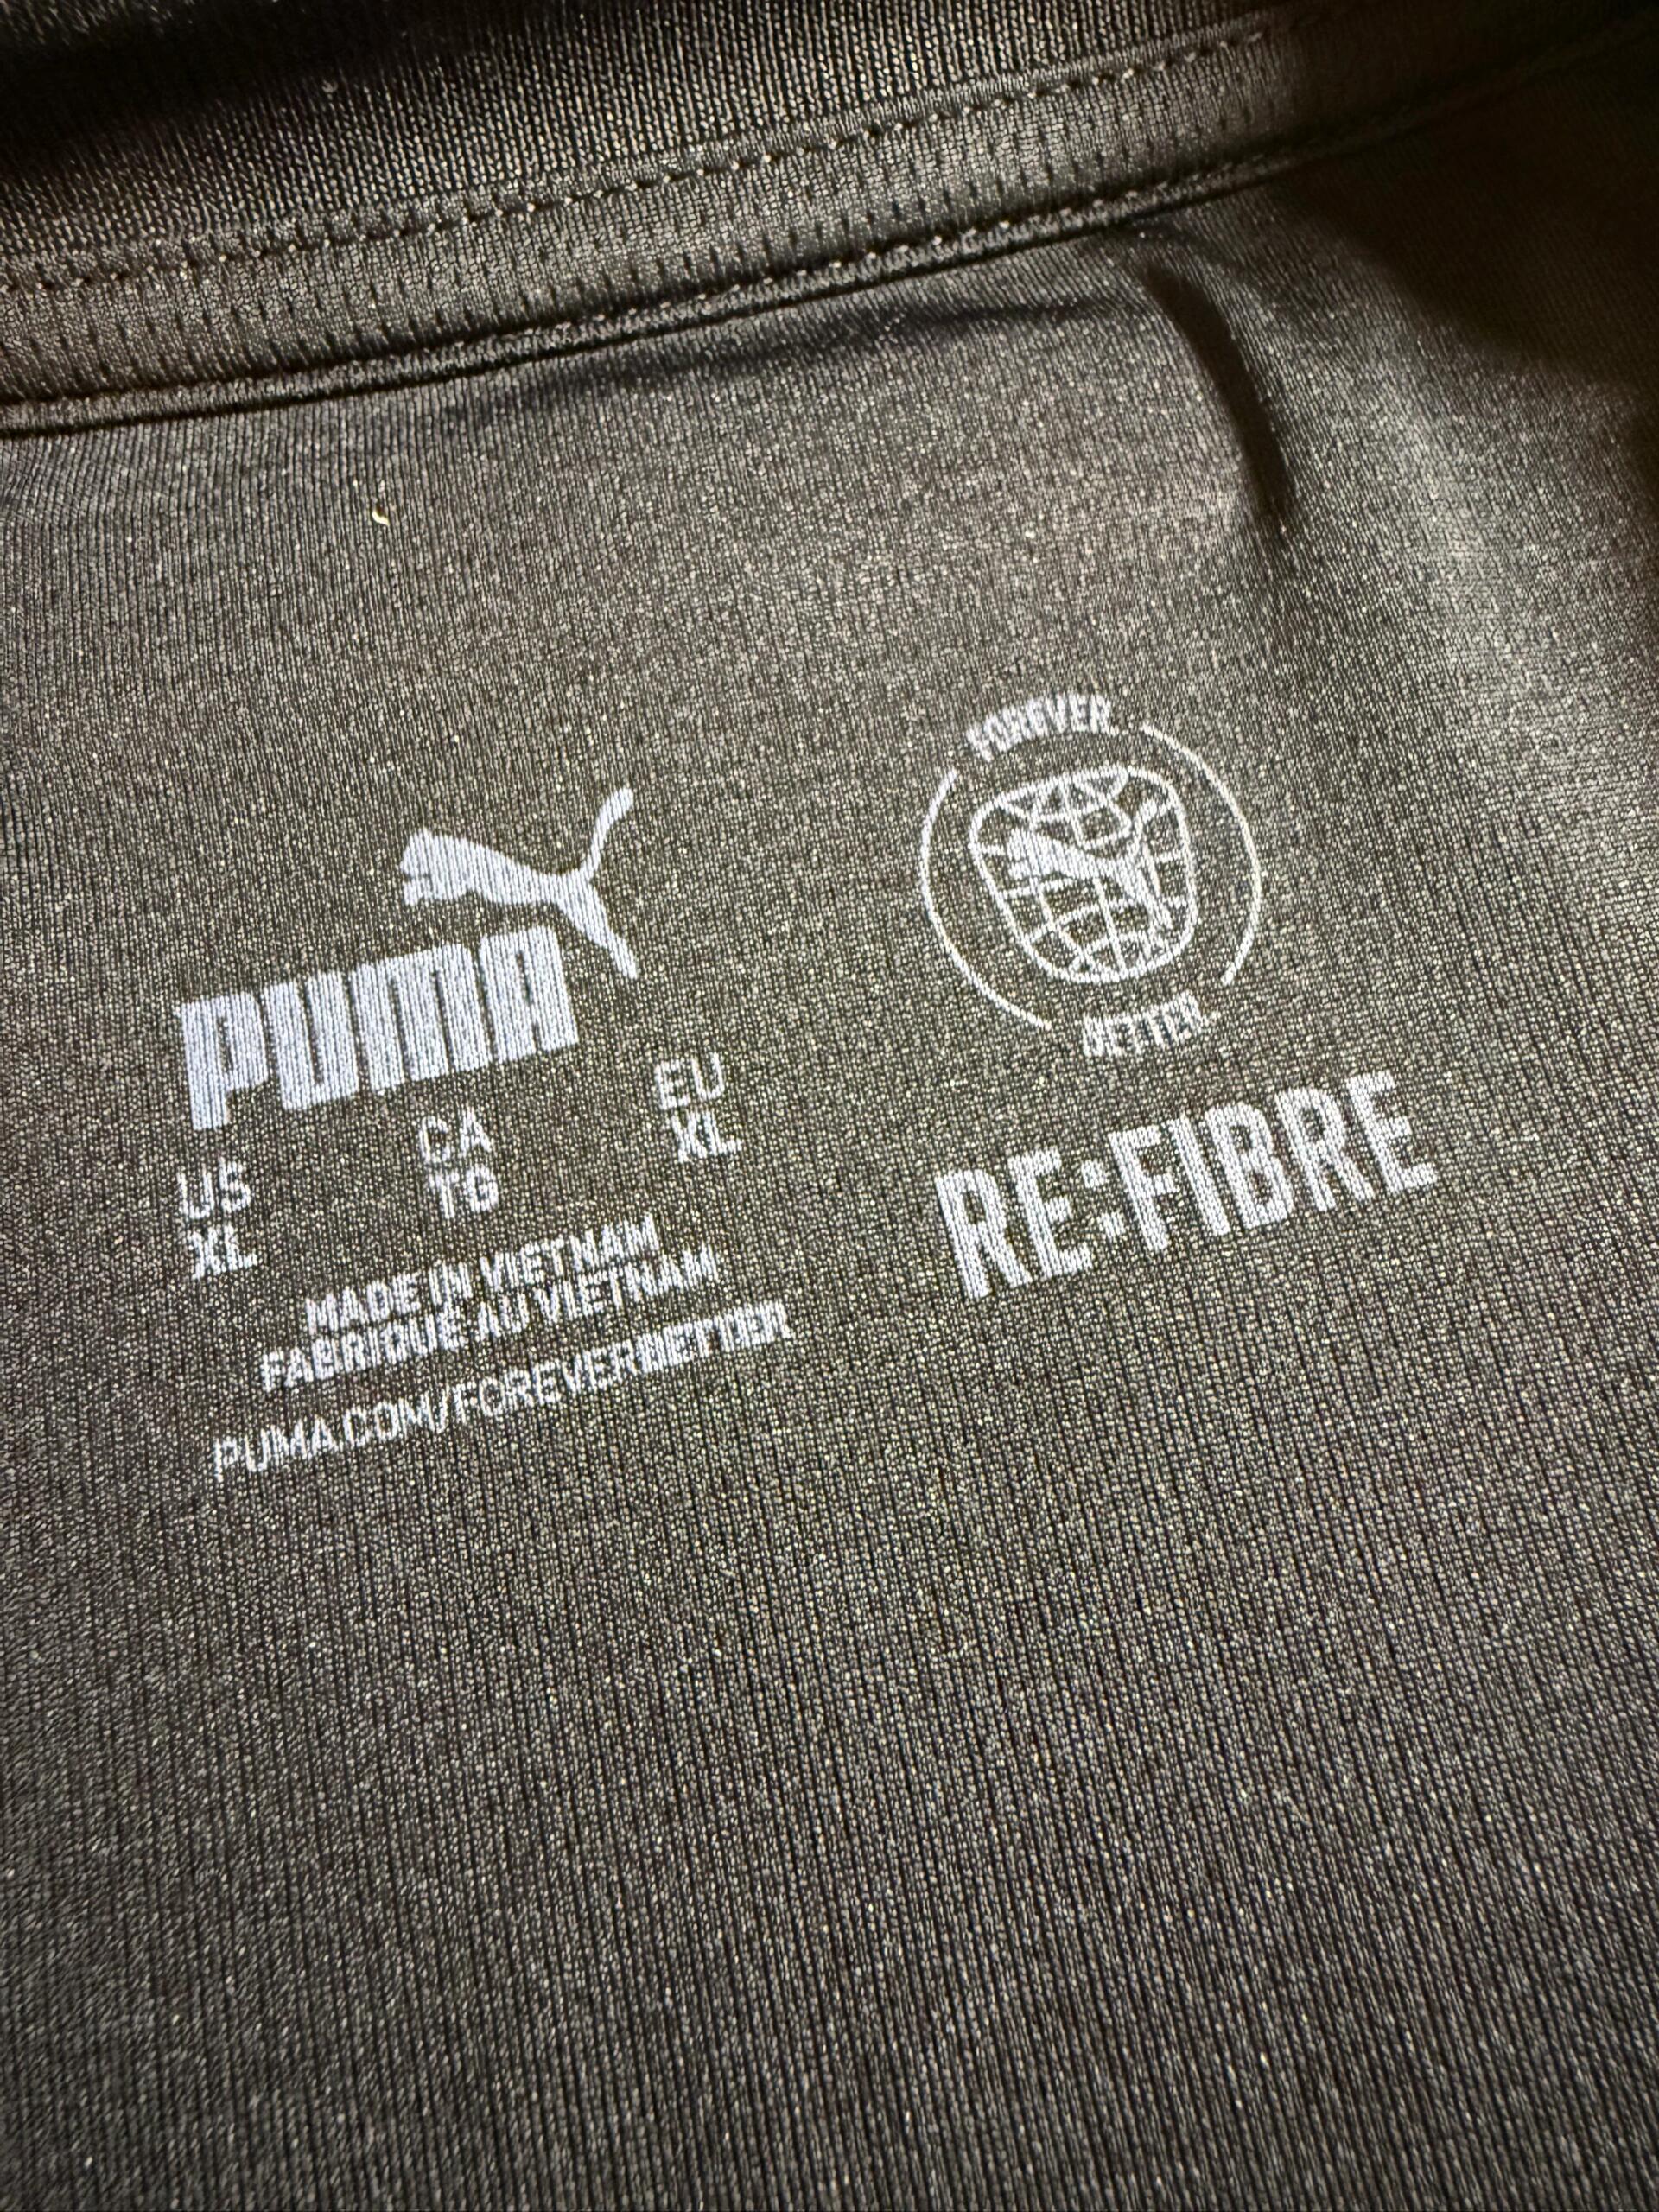 PUMA
US CA EU
XL TG XL
MADE IN VIETNAM
FABRIQUE AU VIETNAM
PUMA.COM/FOREVERBETTER
FOREVER
BETTER
RE:FIBRE